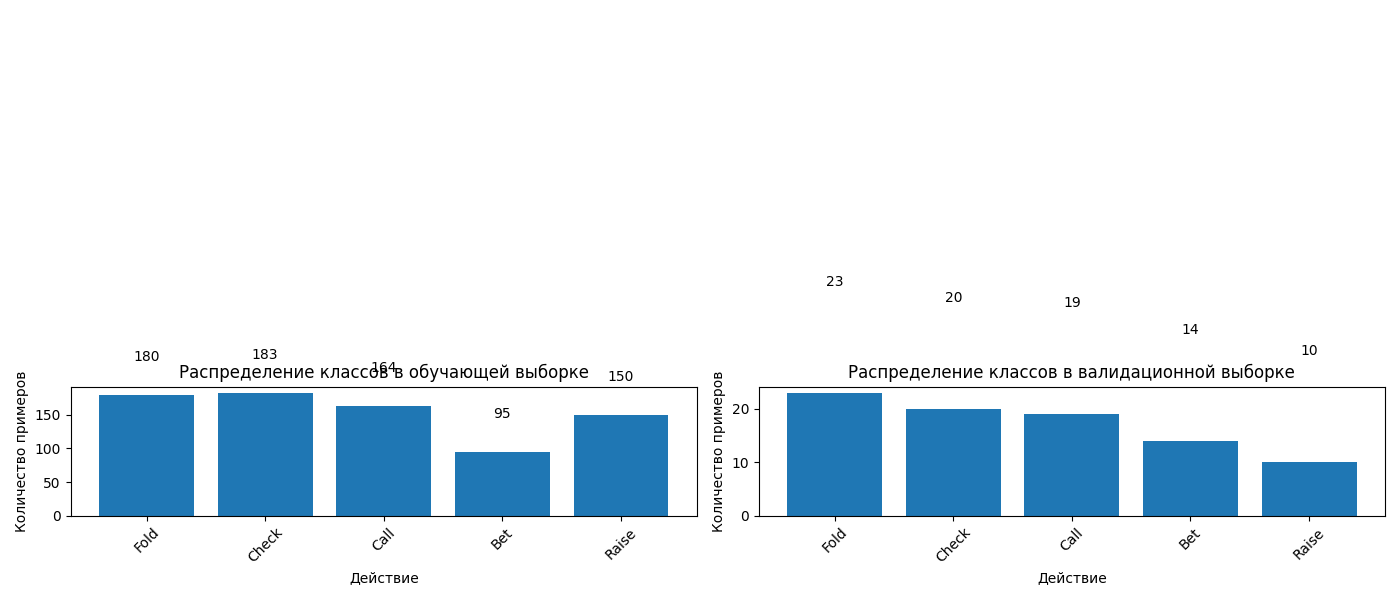 180
183
164
95
150
Распределение классов в обучающей выборке
Количество примеров
150
100
50
0
Fold
Check
Call
Bet
Raise
Действие
23
20
19
14
10
Распределение классов в валидационной выборке
Количество примеров
20
10
0
Fold
Check
Call
Bet
Raise
Действие